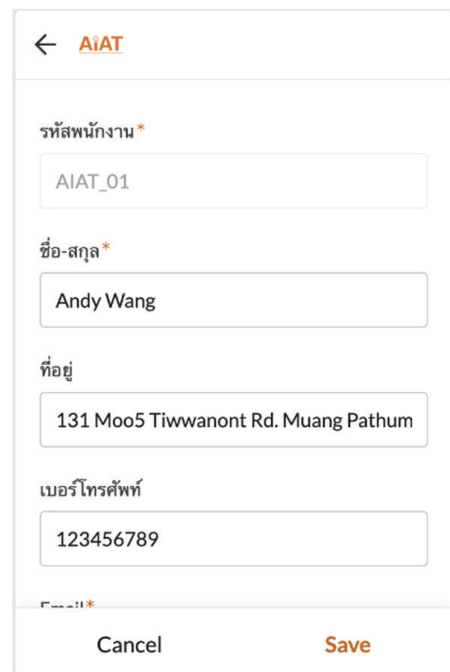 AiAT
รหัสพนักงาน*
AIAT_01
ชื่อ-สกุล*
Andy Wang
ที่อยู่
131 Moo5 Tiwwanont Rd. Muang Pathum
เบอร์โทรศัพท์
123456789
Email*
Cancel Save